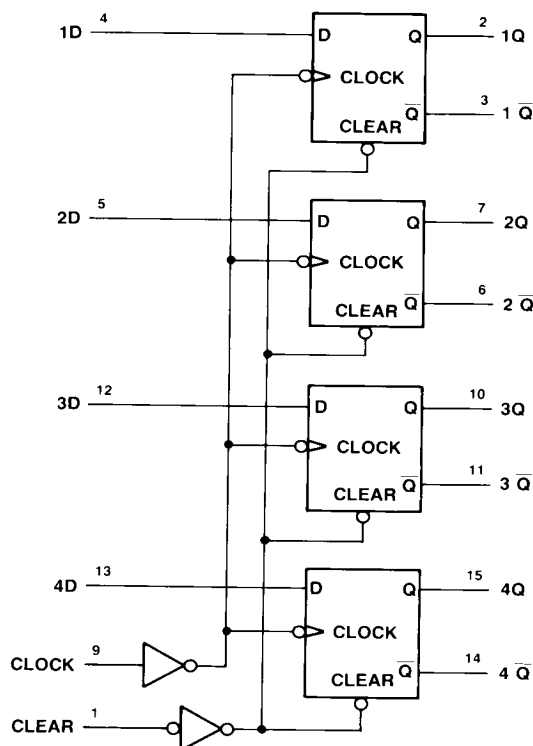 1D 4 D Q 2 1Q
CLOCK
Q̅ 3 1 Q̅
CLEAR
2D 5 D Q 7 2Q
CLOCK
Q̅ 6 2 Q̅
CLEAR
3D 12 D Q 10 3Q
CLOCK
Q̅ 11 3 Q̅
CLEAR
4D 13 D Q 15 4Q
CLOCK
CLOCK 9
CLEAR Q̅ 14 4 Q̅
CLEAR 1